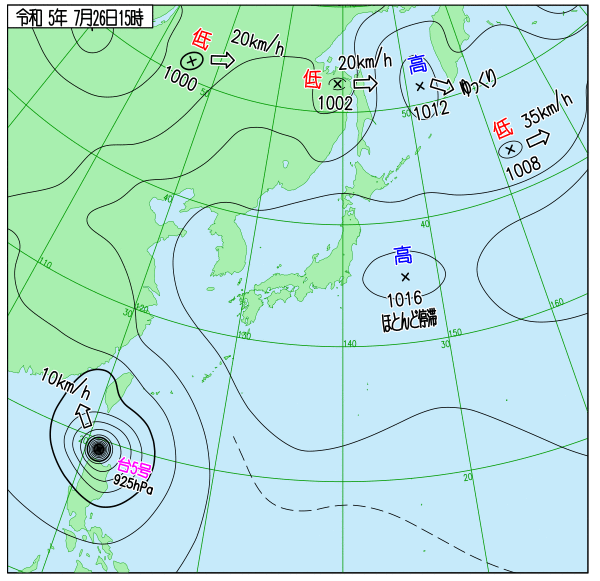 令和 5年 7月26日15時
低
20km/h
1000
低
20km/h
1002
高
ゆっくり
1012
低
35km/h
1008
50
50
40
40
高
1016
ほとんど停滞
110
120
30
130
140
30
150
160
10km/h
台5号
925hPa
20